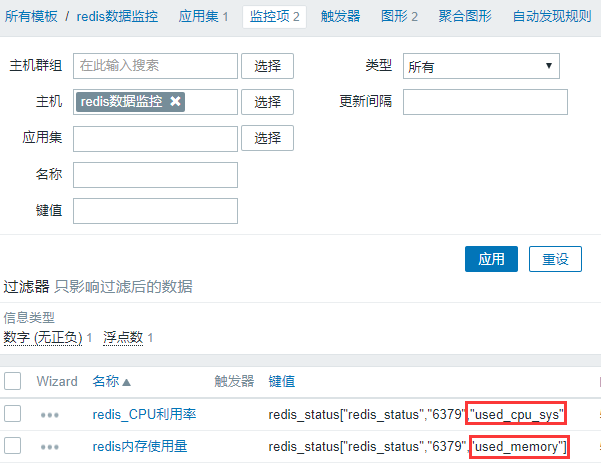 所有模板 / redis数据监控 应用集 1 监控项 2 触发器 图形 2 聚合图形 自动发现规则
主机群组 在此输入搜索 选择 类型 所有
主机 redis数据监控 选择 更新间隔
应用集 选择
名称
键值
应用 重设
过滤器 只影响过滤后的数据
信息类型
数字 (无正负) 1 浮点数 1
Wizard 名称 触发器 键值
redis_CPU利用率 redis_status["redis_status","6379","used_cpu_sys"
redis内存使用量 redis_status["redis_status","6379","used_memory"]